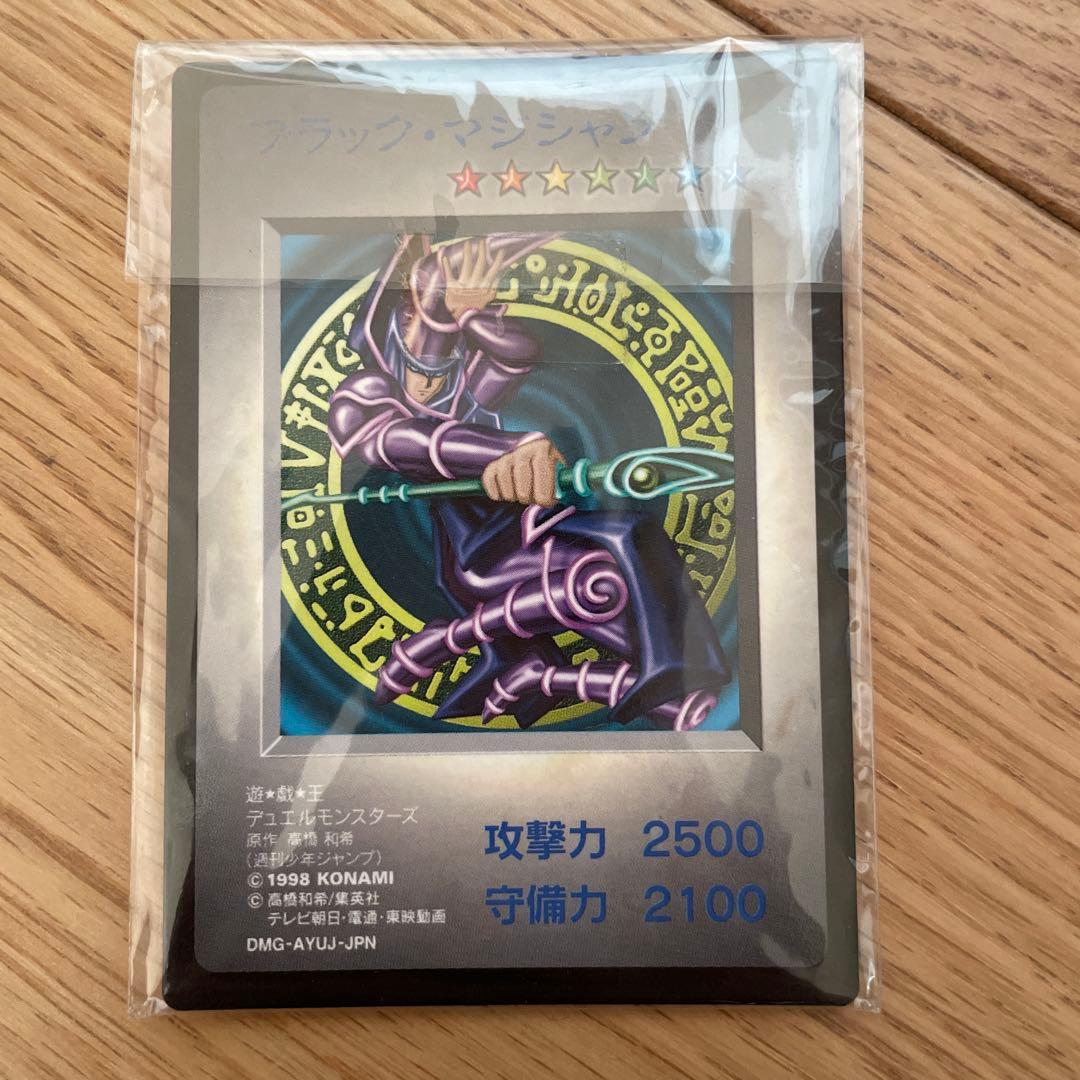 ブラック・マジシャン
遊★戯★王
デュエルモンスターズ
原作 高橋 和希
(週刊少年ジャンプ)
© 1998 KONAMI
© 高橋和希/集英社
テレビ朝日・電通・東映動画
DMG-AYUJ-JPN
攻撃力 2500
守備力 2100